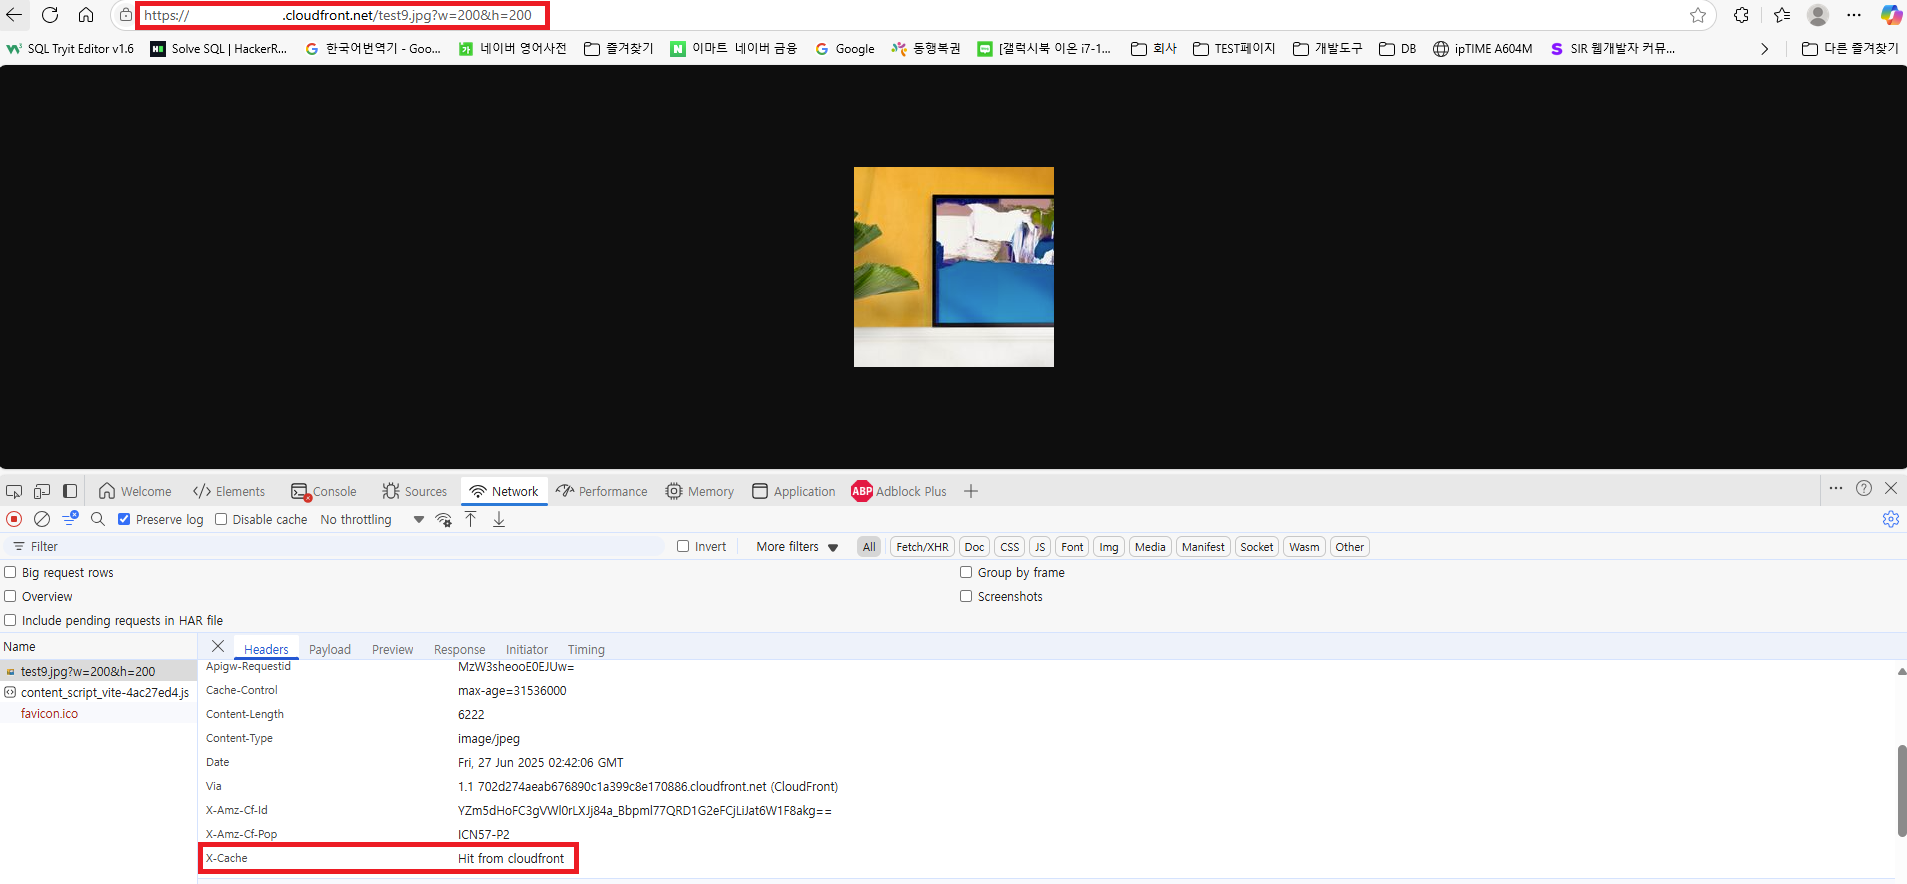 https:// .cloudfront.net/test9.jpg?w=200&h=200
SQL Tryit Editor v1.6 Solve SQL | HackerR... 한국어번역기 - Goo... 네이버 영어사전 즐겨찾기 이마트 네이버 금융 Google 동행복권 [갤럭시북 이온 i7-1... 회사 TEST페이지 개발도구 DB ipTIME A604M SIR 웹개발자 커뮤... 다른 즐겨찾기
Welcome Elements Console Sources Network Performance Memory Application ABP Adblock Plus
Preserve log Disable cache No throttling
Filter Invert More filters All Fetch/XHR Doc CSS JS Font Img Media Manifest Socket Wasm Other
Big request rows Group by frame
Overview Screenshots
Include pending requests in HAR file
Name Headers Payload Preview Response Initiator Timing
test9.jpg?w=200&h=200
content_script_vite-4ac27ed4.js
favicon.ico
Apigw-Requestid MzW3sheooE0EJUw=
Cache-Control max-age=31536000
Content-Length 6222
Content-Type image/jpeg
Date Fri, 27 Jun 2025 02:42:06 GMT
Via 1.1 702d274aeab676890c1a399c8e170886.cloudfront.net (CloudFront)
X-Amz-Cf-Id YZm5dHoFC3gVWl0rLXJj84a_Bbpml77QRD1G2eFCjLiJat6W1F8akg==
X-Amz-Cf-Pop ICN57-P2
X-Cache Hit from cloudfront